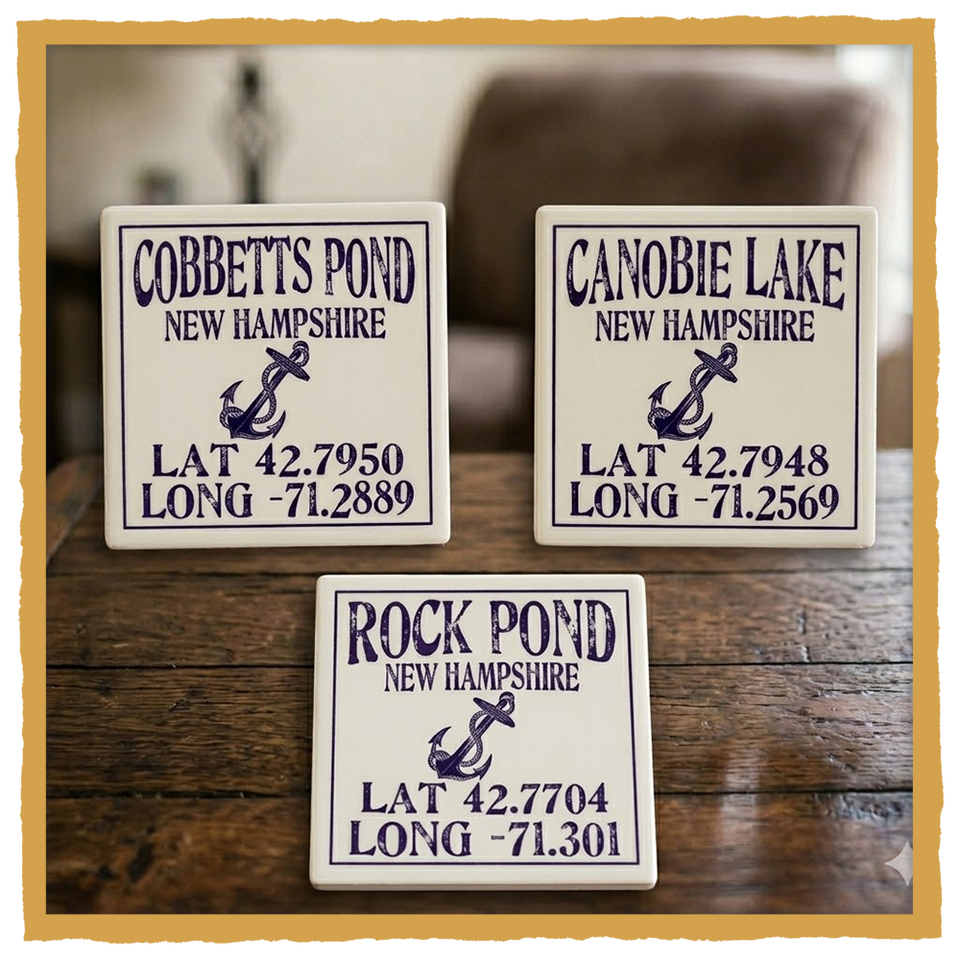 COBBETTS POND
NEW HAMPSHIRE
LAT 42.7950
LONG -71.2889
CANOBIE LAKE
NEW HAMPSHIRE
LAT 42.7948
LONG -71.2569
ROCK POND
NEW HAMPSHIRE
LAT 42.7704
LONG -71.301